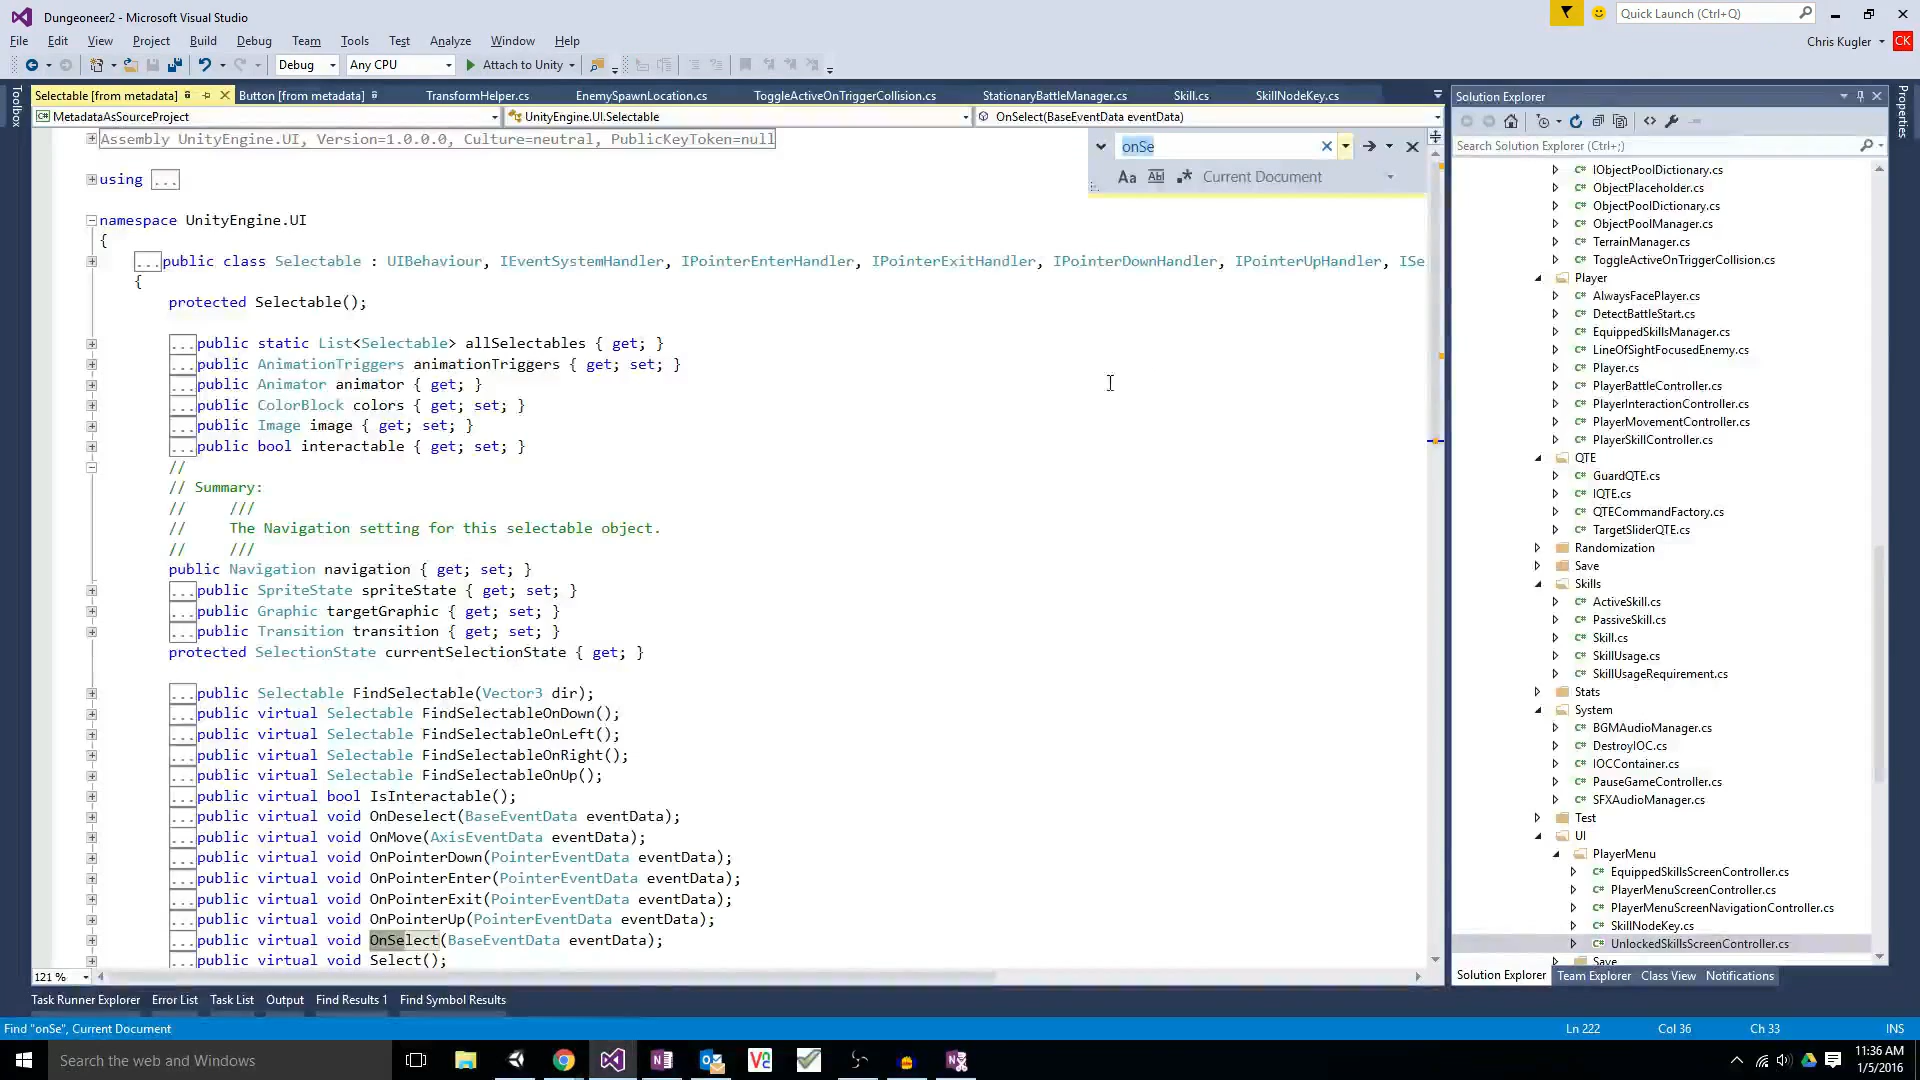 Dungeoneer2 - Microsoft Visual Studio
Quick Launch (Ctrl+Q)
File Edit View Project Build Debug Team Tools Test Analyze Window Help
Chris Kugler CK
Debug Any CPU Attach to Unity
Toolbox
Selectable [from metadata] Button [from metadata] TransformHelper.cs EnemySpawnLocation.cs ToggleActiveOnTriggerCollision.cs StationaryBattleManager.cs Skill.cs SkillNodeKey.cs
MetadataAsSourceProject UnityEngine.UI.Selectable OnSelect(BaseEventData eventData)
onSe
Aa Abl .* Current Document
Assembly UnityEngine.UI, Version=1.0.0.0, Culture=neutral, PublicKeyToken=null
using ...
namespace UnityEngine.UI
{
...public class Selectable : UIBehaviour, IEventSystemHandler, IPointerEnterHandler, IPointerExitHandler, IPointerDownHandler, IPointerUpHandler, ISe
{
protected Selectable();
...public static List<Selectable> allSelectables { get; }
...public AnimationTriggers animationTriggers { get; set; }
...public Animator animator { get; }
...public ColorBlock colors { get; set; }
...public Image image { get; set; }
...public bool interactable { get; set; }
//
// Summary:
// ///
// The Navigation setting for this selectable object.
// ///
public Navigation navigation { get; set; }
...public SpriteState spriteState { get; set; }
...public Graphic targetGraphic { get; set; }
...public Transition transition { get; set; }
protected SelectionState currentSelectionState { get; }
...public Selectable FindSelectable(Vector3 dir);
...public virtual Selectable FindSelectableOnDown();
...public virtual Selectable FindSelectableOnLeft();
...public virtual Selectable FindSelectableOnRight();
...public virtual Selectable FindSelectableOnUp();
...public virtual bool IsInteractable();
...public virtual void OnDeselect(BaseEventData eventData);
...public virtual void OnMove(AxisEventData eventData);
...public virtual void OnPointerDown(PointerEventData eventData);
...public virtual void OnPointerEnter(PointerEventData eventData);
...public virtual void OnPointerExit(PointerEventData eventData);
...public virtual void OnPointerUp(PointerEventData eventData);
...public virtual void OnSelect(BaseEventData eventData);
...public virtual void Select();
121 %
Solution Explorer
Search Solution Explorer (Ctrl+;)
IObjectPoolDictionary.cs
ObjectPlaceholder.cs
ObjectPoolDictionary.cs
ObjectPoolManager.cs
TerrainManager.cs
ToggleActiveOnTriggerCollision.cs
Player
AlwaysFacePlayer.cs
DetectBattleStart.cs
EquippedSkillsManager.cs
LineOfSightFocusedEnemy.cs
Player.cs
PlayerBattleController.cs
PlayerInteractionController.cs
PlayerMovementController.cs
PlayerSkillController.cs
QTE
GuardQTE.cs
IQTE.cs
QTECommandFactory.cs
TargetSliderQTE.cs
Randomization
Save
Skills
ActiveSkill.cs
PassiveSkill.cs
Skill.cs
SkillUsage.cs
SkillUsageRequirement.cs
Stats
System
BGMAudioManager.cs
DestroyIOC.cs
IOCContainer.cs
PauseGameController.cs
SFXAudioManager.cs
Test
UI
PlayerMenu
EquippedSkillsScreenController.cs
PlayerMenuScreenController.cs
PlayerMenuScreenNavigationController.cs
SkillNodeKey.cs
UnlockedSkillsScreenController.cs
Save
Solution Explorer Team Explorer Class View Notifications
Properties
Task Runner Explorer Error List Task List Output Find Results 1 Find Symbol Results
Find "onSe", Current Document Ln 222 Col 36 Ch 33 INS
Search the web and Windows
11:36 AM
1/5/2016